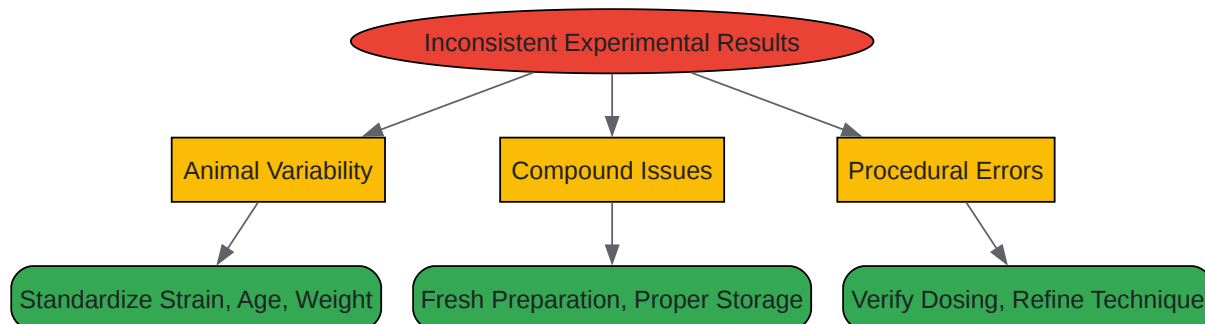 Inconsistent Experimental Results
Animal Variability
Compound Issues
Procedural Errors
Standardize Strain, Age, Weight
Fresh Preparation, Proper Storage
Verify Dosing, Refine Technique